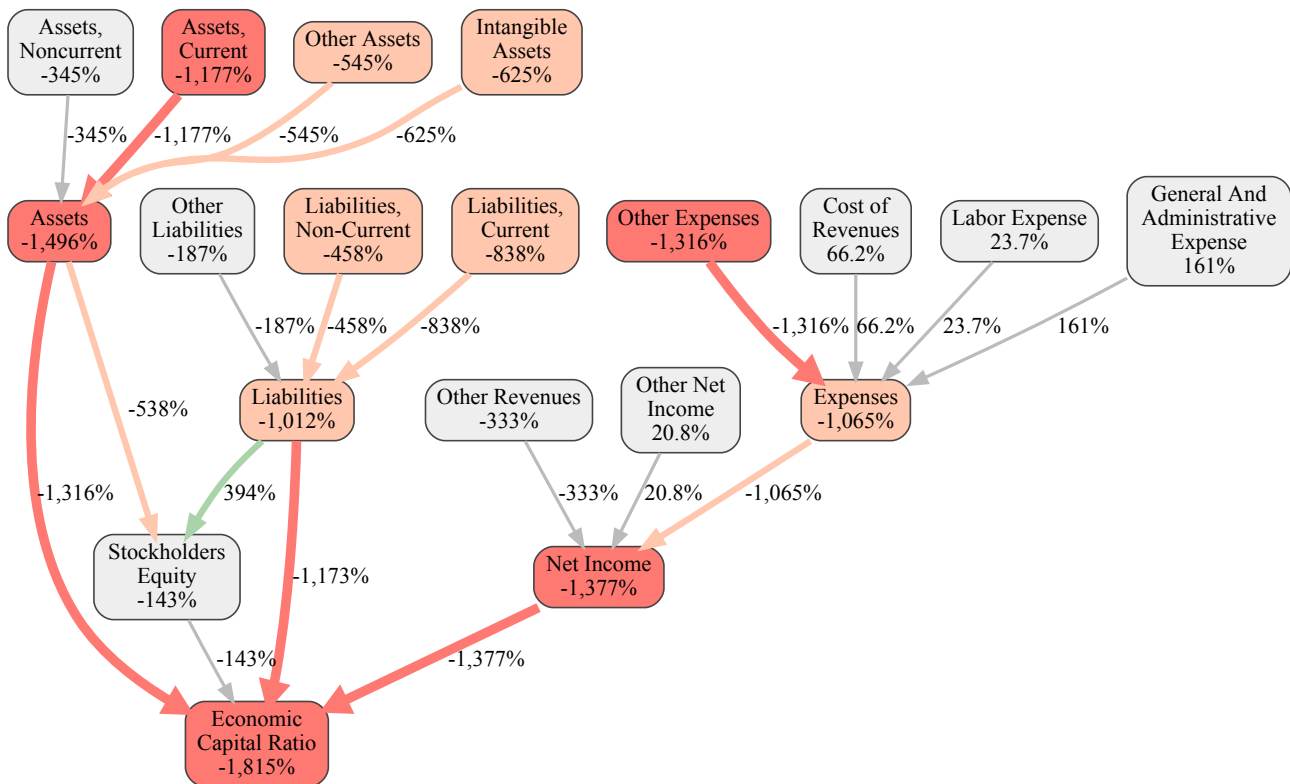 Assets,
Noncurrent
-345%
Assets,
Current
-1,177%
Other Assets
-545%
Intangible
Assets
-625%
-345%
-1,177%
-545%
-625%
Assets
-1,496%
Other
Liabilities
-187%
Liabilities,
Non-Current
-458%
Liabilities,
Current
-838%
Other Expenses
-1,316%
Cost of
Revenues
66.2%
Labor Expense
23.7%
General And
Administrative
Expense
161%
-187%
-458%
-838%
-1,316%
66.2%
23.7%
161%
-538%
Liabilities
-1,012%
Other Revenues
-333%
Other Net
Income
20.8%
Expenses
-1,065%
-1,316%
394%
-333%
20.8%
-1,065%
Stockholders
Equity
-143%
-1,173%
Net Income
-1,377%
-143%
-1,377%
Economic
Capital Ratio
-1,815%